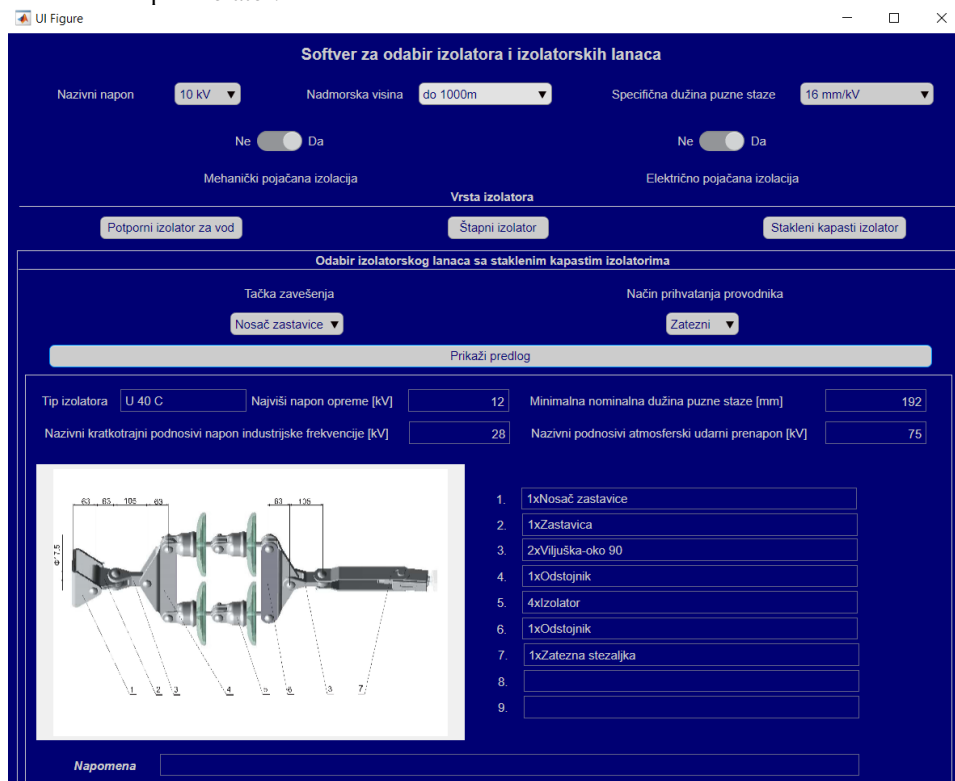 UI Figure
Softver za odabir izolatora i izolatorskih lanaca
Nazivni napon 10 kV Nadmorska visina do 1000m Specifična dužina puzne staze 16 mm/kV
Ne Da Ne Da
Mehanički pojačana izolacija Električno pojačana izolaciija
Vrsta izolatora
Potporni izolator za vod Štapni izolator Stakleni kapasti izolator
Odabir izolatorskog lanaca sa staklenim kapastim izolatorima
Tačka zavešenja Način prihvatanja provodnika
Nosač zastavice Zatezni
Prikaži predlog
Tip izolatora U 40 C Najviši napon opreme [kV] 12 Minimalna nominalna dužina puzne staze [mm] 192
Nazivni kratkotrajni podnosivi napon industrijske frekvencije [kV] 28 Nazivni podnosivi atmosferski udarni prenapon [kV] 75
63 63 105 63 63 105
Φ17.5
1 2 3 4 5 6 3 7
1. 1xNosač zastavice
2. 1xZastavica
3. 2xViljuška-oko 90
4. 1xOdstojnik
5. 4xIzolator
6. 1xOdstojnik
7. 1xZatezna stezaljka
8.
9.
Napomena